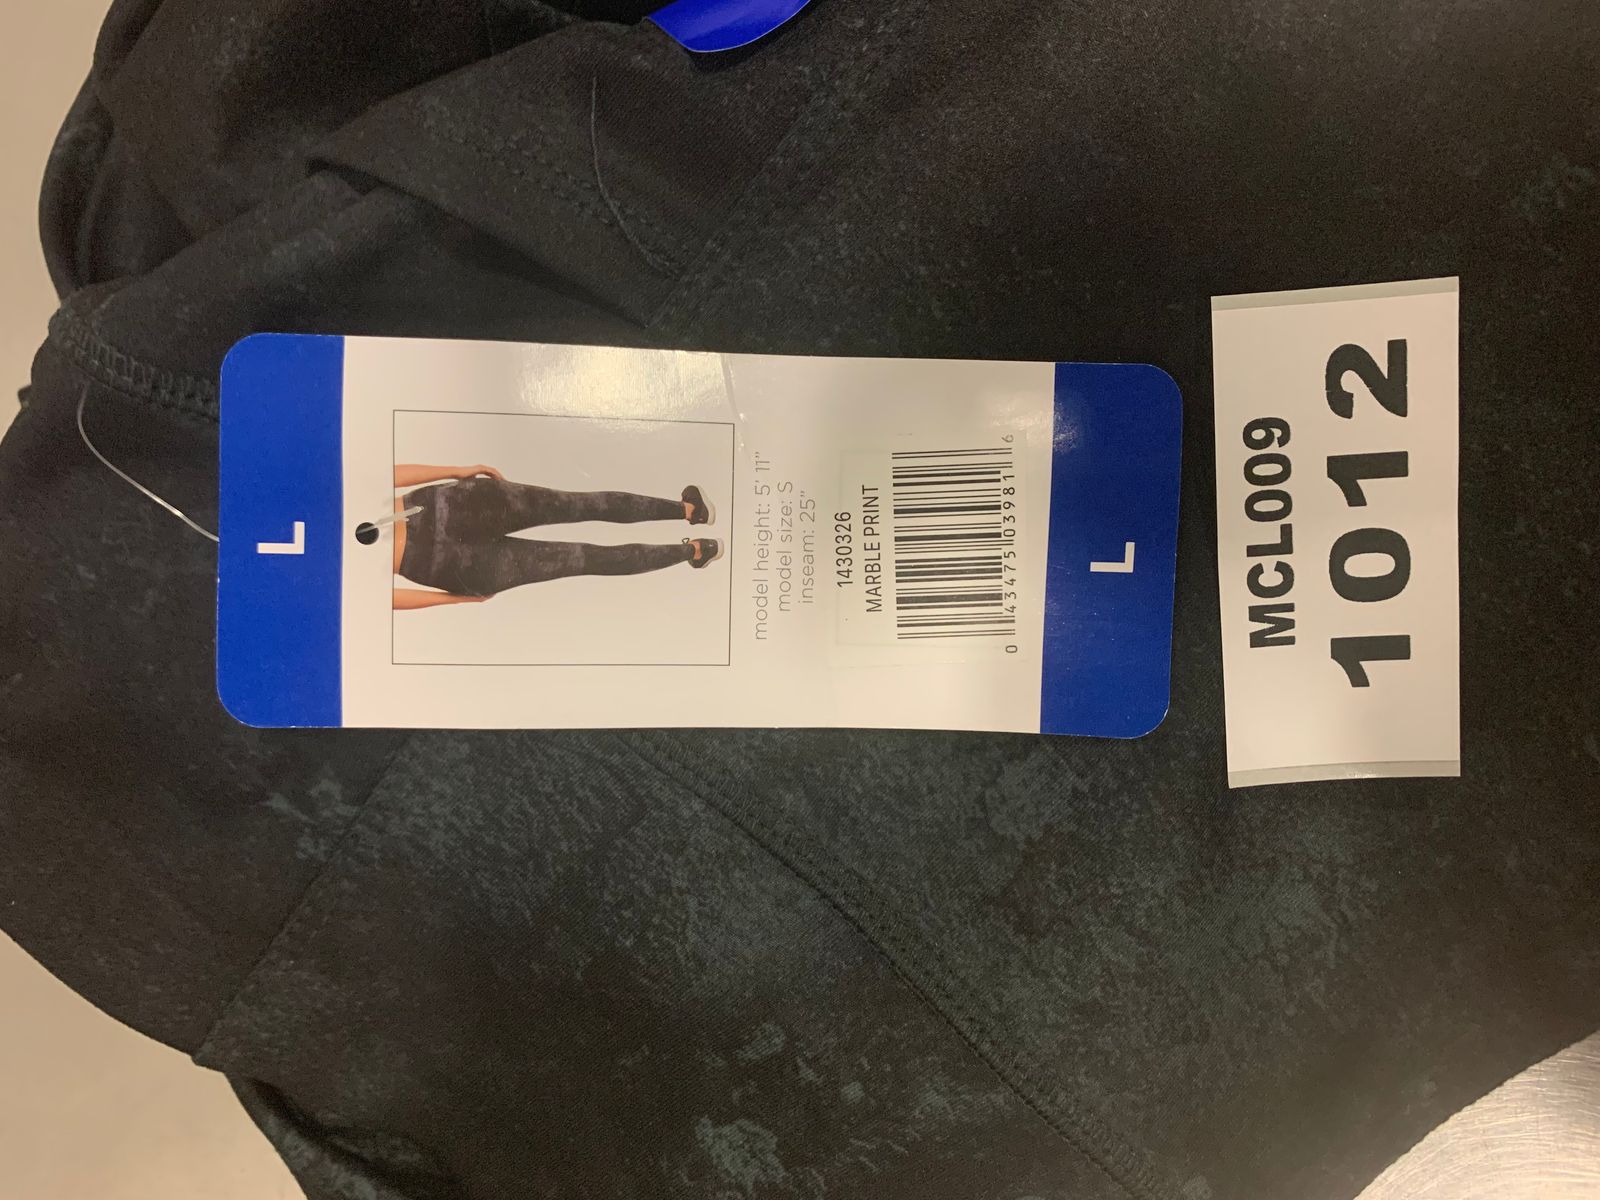 L
model height: 5' 11"
model size: S
inseam: 25"
1430326
MARBLE PRINT
0 43475 03981 6
L
MCL009
1012